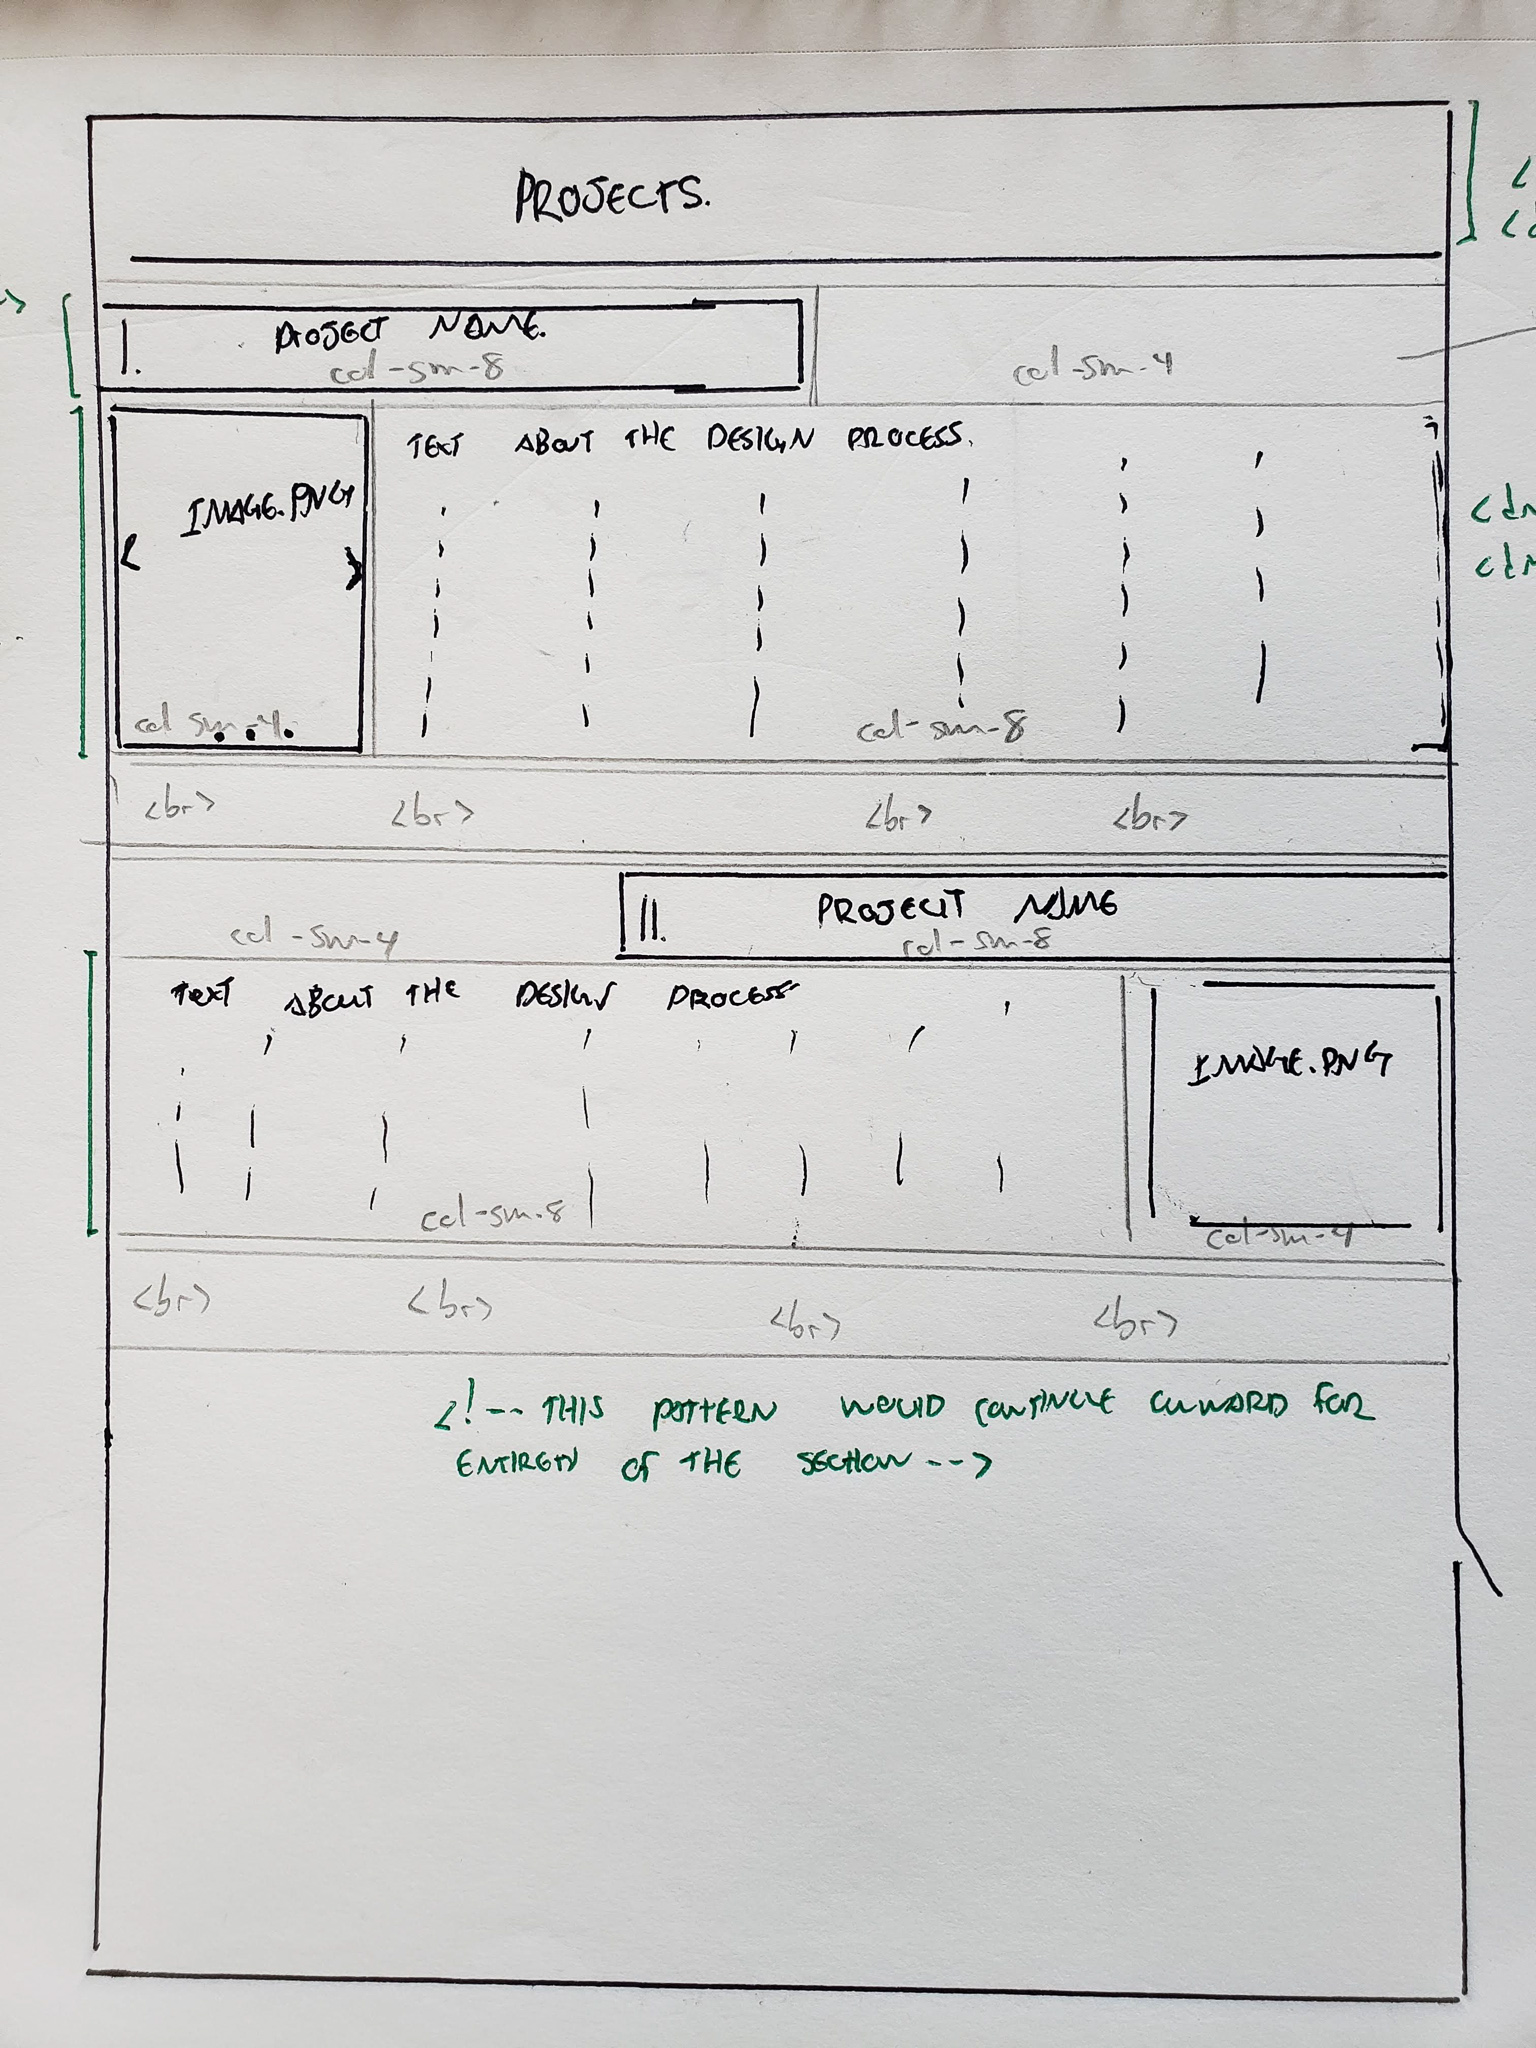 PROJECTS.
I. PROJECT NAME.
col-sm-8
col-sm-4
TEXT ABOUT THE DESIGN PROCESS.
IMAGE.PNG
< >
col sm-4
col-sm-8
<br> <br> <br> <br>
II. PROJECT NAME
col-sm-4
col-sm-8
TEXT ABOUT THE DESIGN PROCESS
IMAGE.PNG
col-sm-8
col-sm-4
<br> <br> <br> <br>
<!-- THIS PATTERN WOULD CONTINUE ONWARD FOR
ENTIRETY OF THE SECTION -->